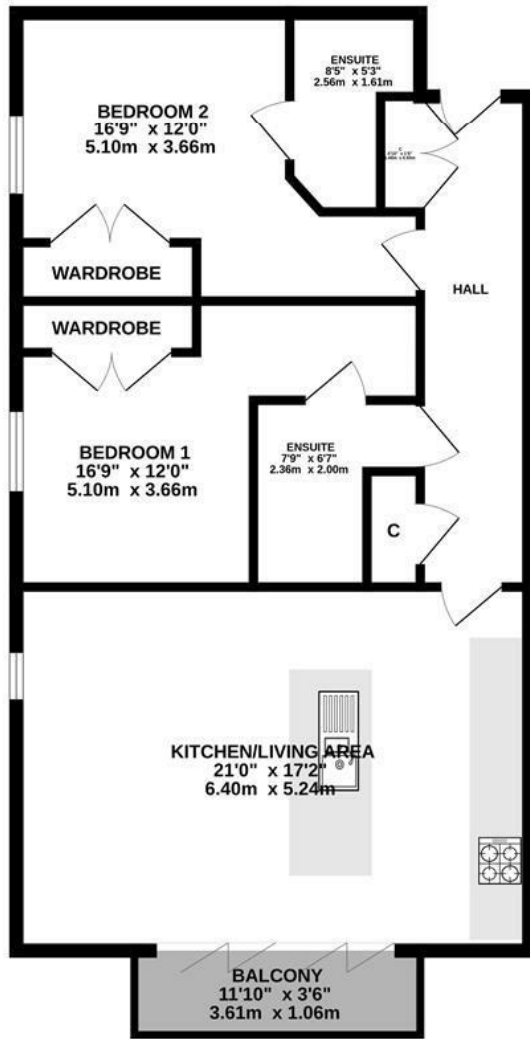 ENSUITE
8'5" x 5'3"
2.56m x 1.61m
BEDROOM 2
16'9" x 12'0"
5.10m x 3.66m
C
WARDROBE
HALL
WARDROBE
BEDROOM 1
16'9" x 12'0"
5.10m x 3.66m
ENSUITE
7'9" x 6'7"
2.36m x 2.00m
C
KITCHEN/LIVING AREA
21'0" x 17'2"
6.40m x 5.24m
BALCONY
11'10" x 3'6"
3.61m x 1.06m